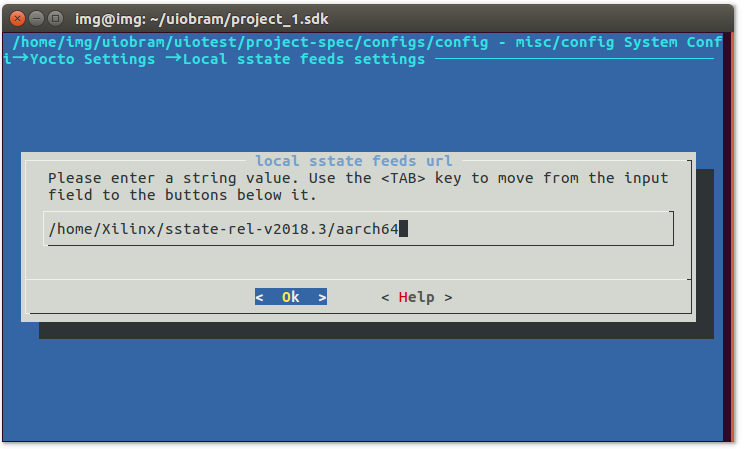 img@img: ~/uiobram/project_1.sdk
/home/img/uiobram/uiotest/project-spec/configs/config - misc/config System Conf
i→Yocto Settings →Local sstate feeds settings
local sstate feeds url
Please enter a string value. Use the <TAB> key to move from the input
field to the buttons below it.
/home/Xilinx/sstate-rel-v2018.3/aarch64
< Ok > < Help >